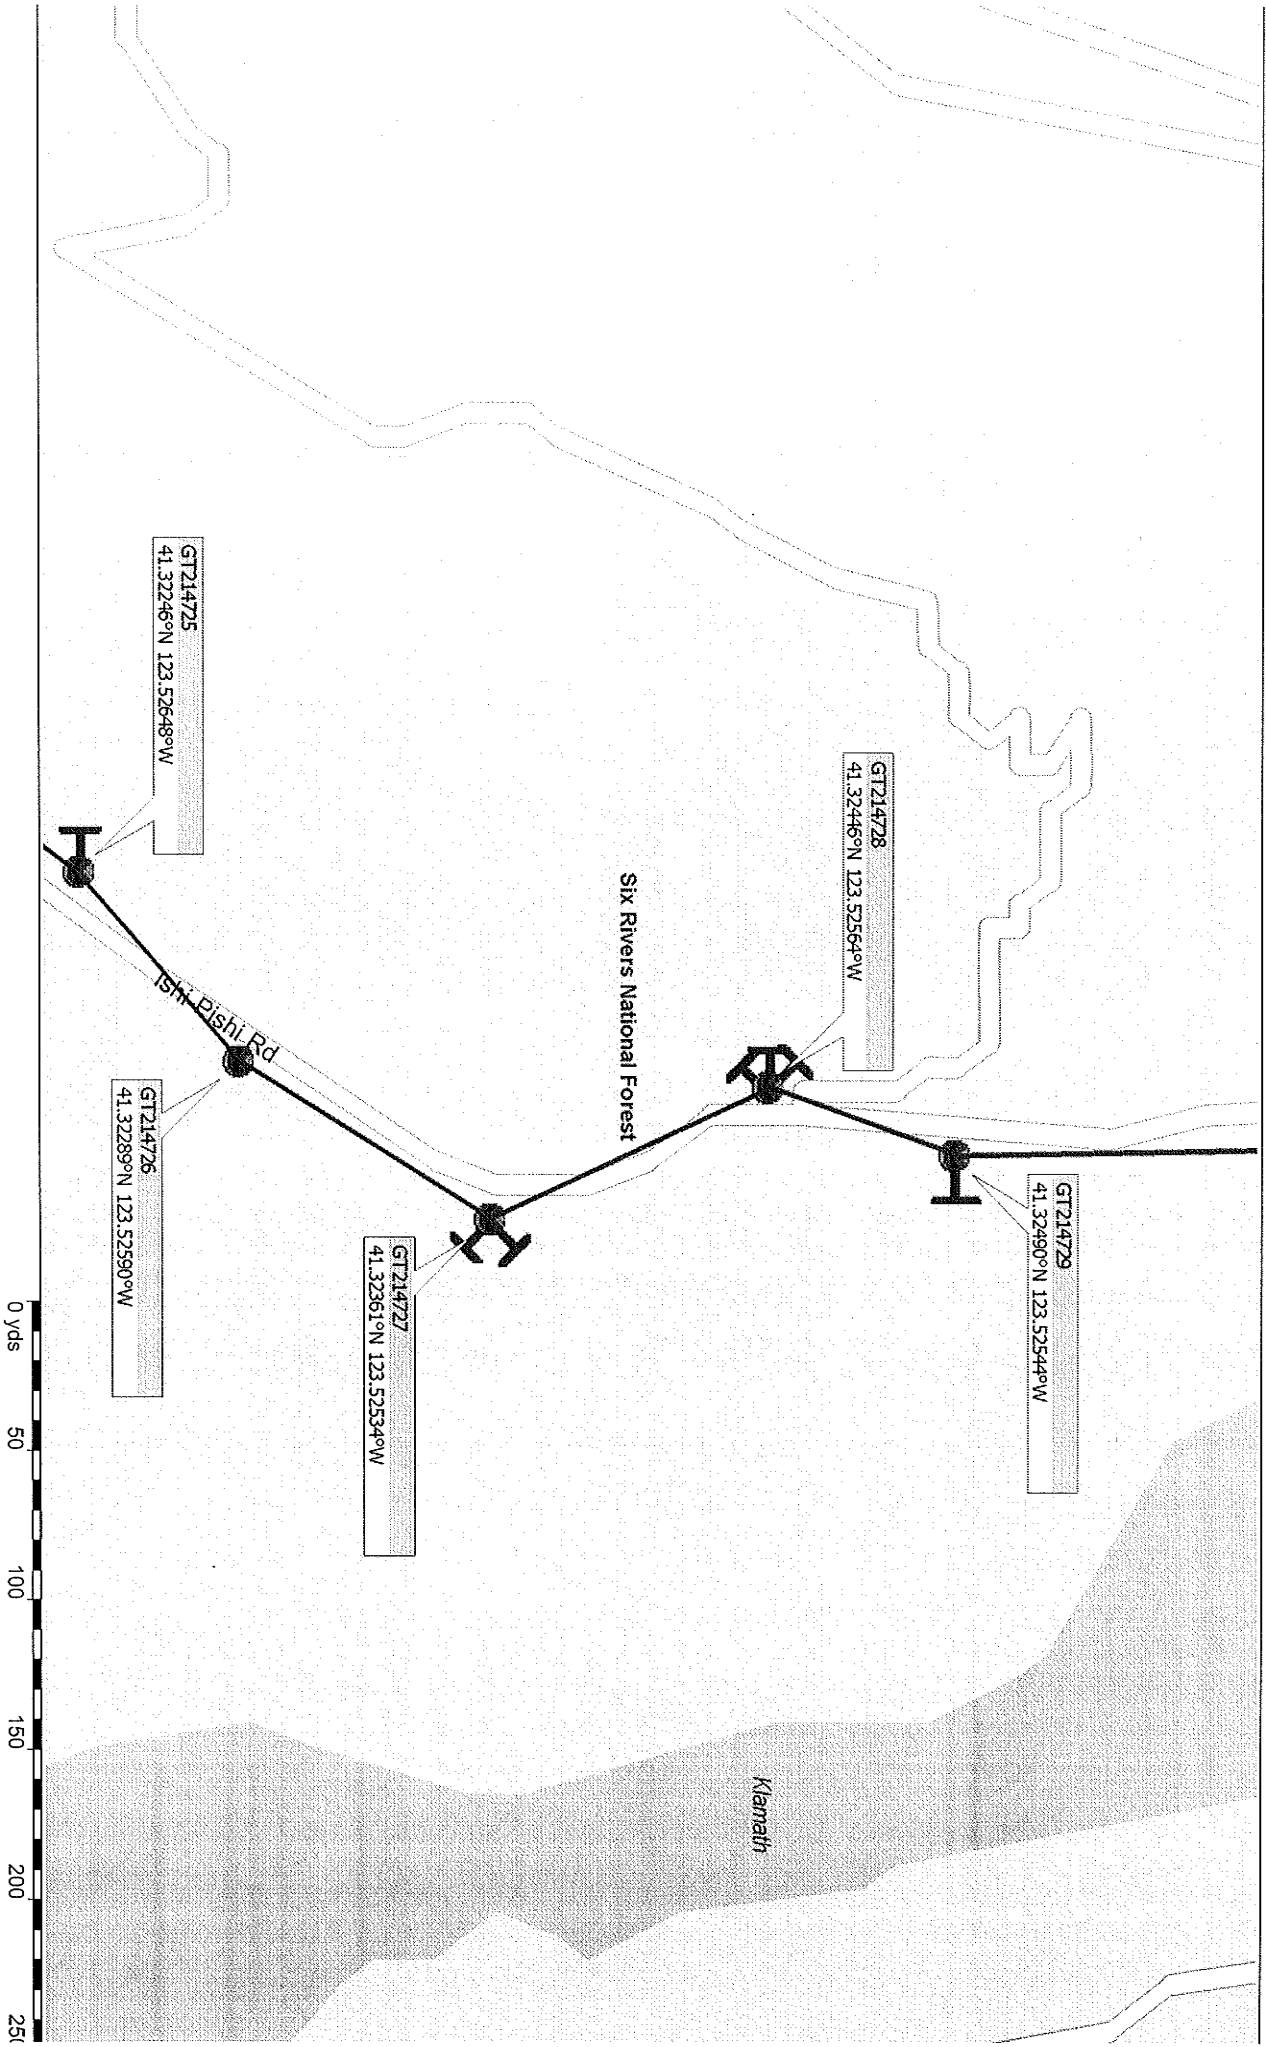 GT214729
41.32490°N 123.52544°W
GT214728
41.32446°N 123.52564°W
Six Rivers National Forest
Klamath
GT214727
41.32361°N 123.52534°W
Ishi Pishi Rd
GT214725
41.32246°N 123.52648°W
GT214726
41.32289°N 123.52590°W
0 yds 50 100 150 200